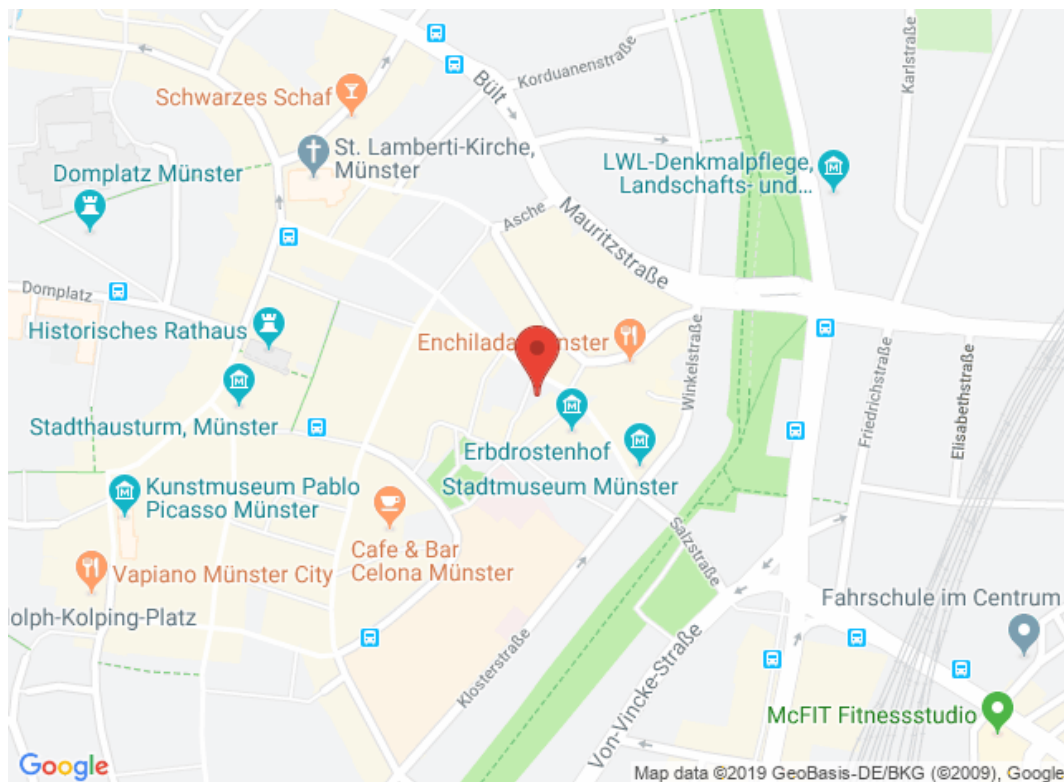 Korduanenstraße
Karlstraße
Bült
Schwarzes Schaf
St. Lamberti-Kirche,
Münster
LWL-Denkmalpflege,
Landschafts- und...
Domplatz Münster
Asche
Mauritzstraße
Domplatz
Historisches Rathaus
Enchilada Münster
Winkelstraße
Friedrichstraße
Elisabethstraße
Stadthausturm, Münster
Erbdrostenhof
Stadtmuseum Münster
Kunstmuseum Pablo
Picasso Münster
Cafe & Bar
Celona Münster
Salzstraße
Vapiano Münster City
Fahrschule im Centrum
olph-Kolping-Platz
Klosterstraße
Von-Vincke-Straße
McFIT Fitnessstudio
Google
Map data ©2019 GeoBasis-DE/BKG (©2009), Google